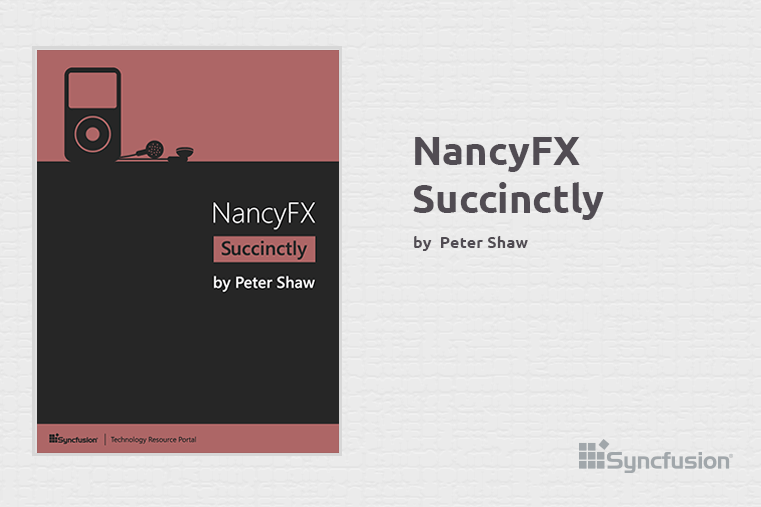 NancyFX
Succinctly
by Peter Shaw
Syncfusion® | Technology Resource Portal
NancyFX
Succinctly
by Peter Shaw
Syncfusion®